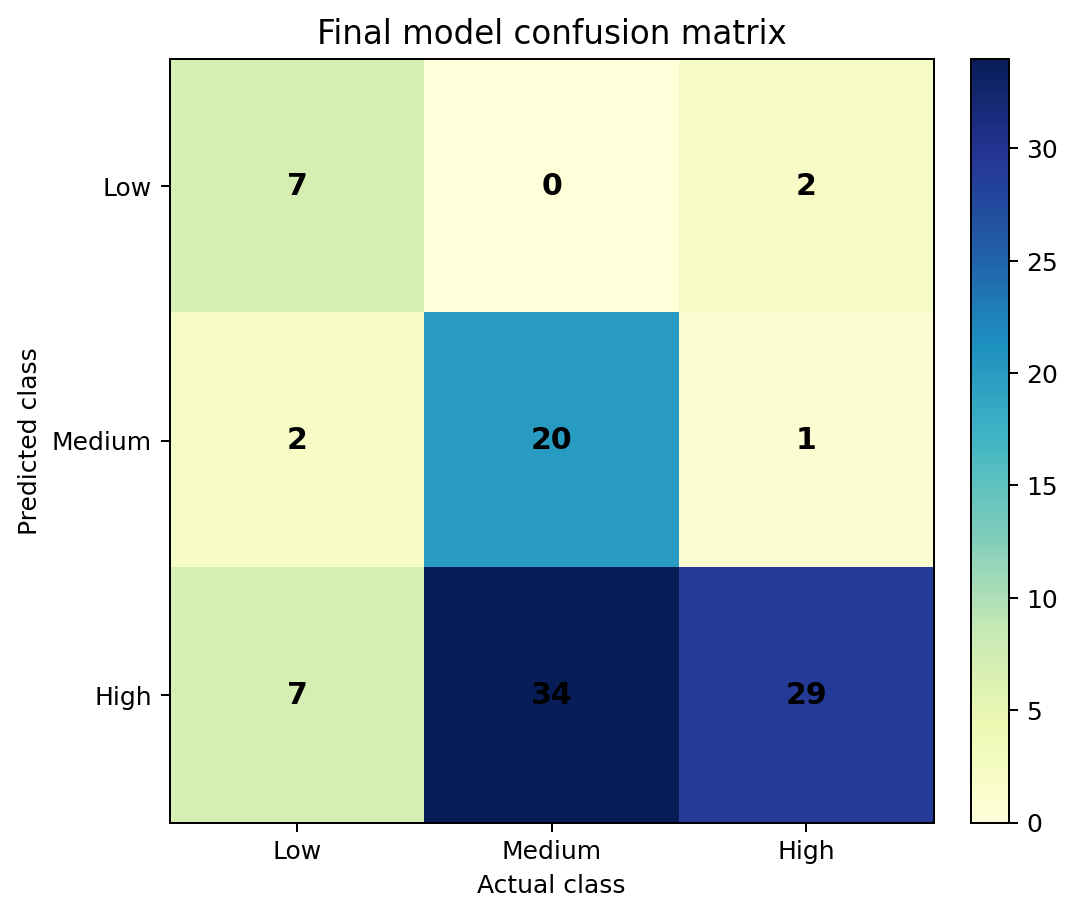 Final model confusion matrix
Predicted class
Low
7
0
2
Medium
2
20
1
High
7
34
29
Low
Medium
High
Actual class
30
25
20
15
10
5
0